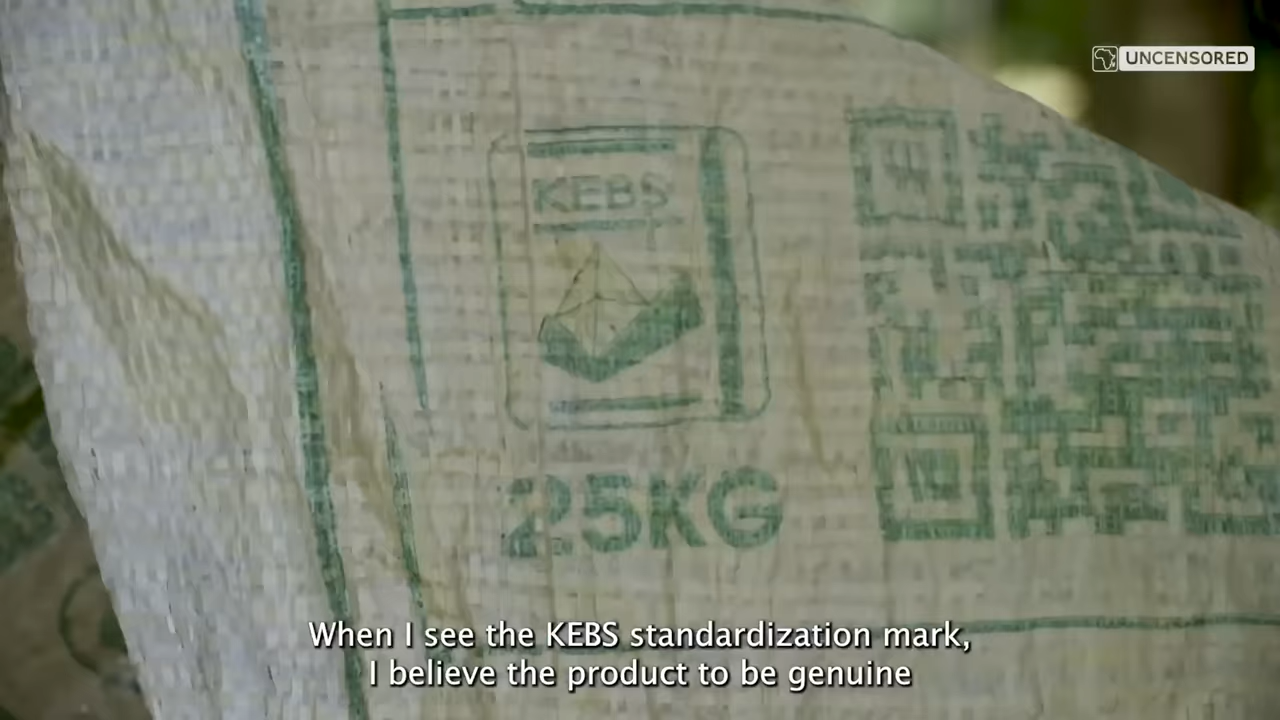 UNCENSORED
KEBS
25KG
When I see the KEBS standardization mark,
I believe the product to be genuine